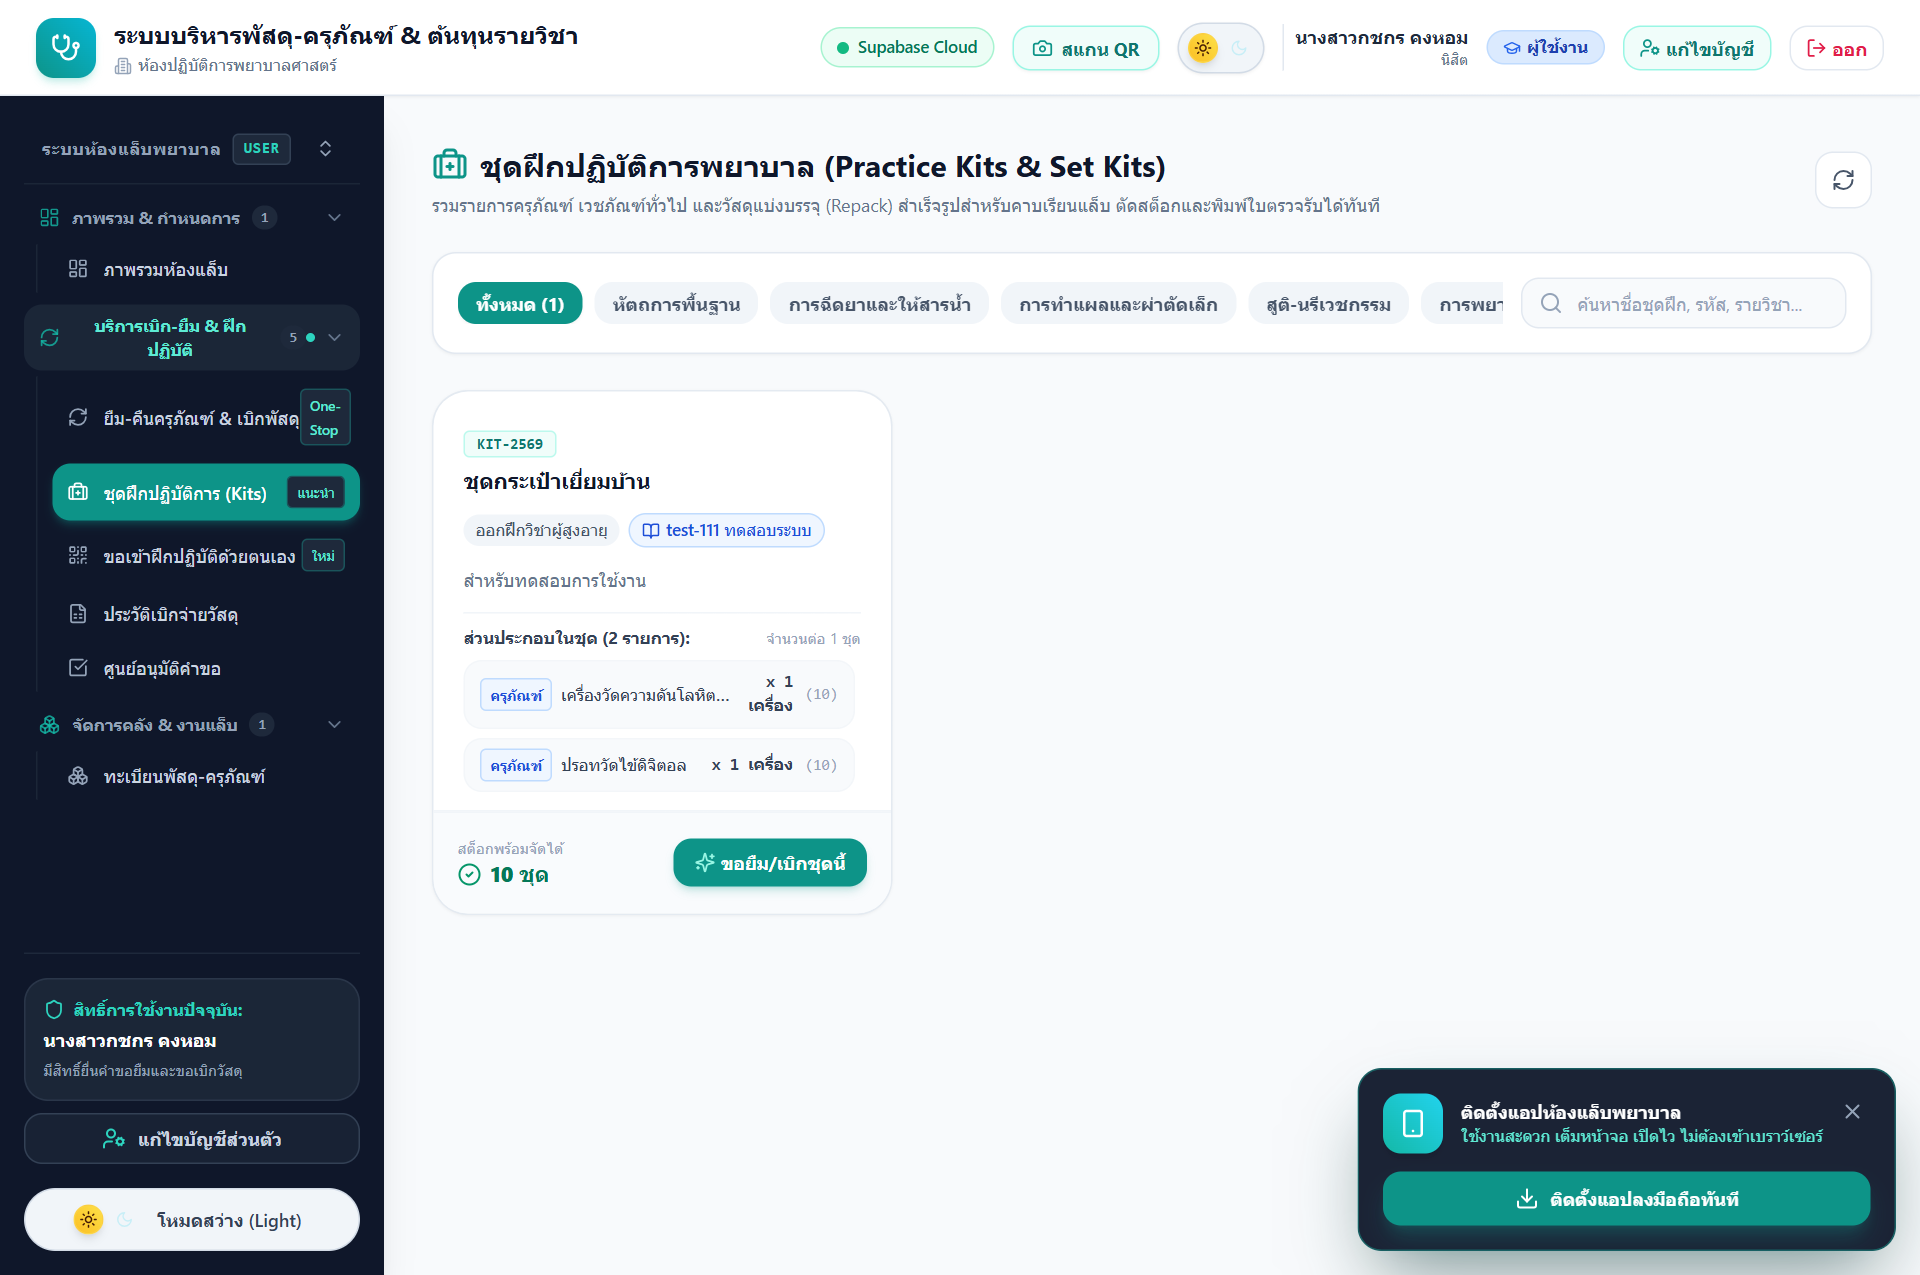 ระบบบริหารพัสดุ-ครุภัณฑ์ & ต้นทุนรายวิชา
ห้องปฏิบัติการพยาบาลศาสตร์
Supabase Cloud
สแกน QR
นางสาวกชกร คงหอม
นิสิต
ผู้ใช้งาน
แก้ไขบัญชี
ออก
ระบบห้องแล็บพยาบาล USER
ภาพรวม & กำหนดการ 1
ภาพรวมห้องแล็บ
บริการเบิก-ยืม & ฝึก
ปฏิบัติ
5
ยืม-คืนครุภัณฑ์ & เบิกพัสดุ
One-
Stop
ชุดฝึกปฏิบัติการ (Kits) แนะนำ
ขอเข้าฝึกปฏิบัติด้วยตนเอง ใหม่
ประวัติเบิกจ่ายวัสดุ
ศูนย์อนุมัติคำขอ
จัดการคลัง & งานแล็บ 1
ทะเบียนพัสดุ-ครุภัณฑ์
สิทธิ์การใช้งานปัจจุบัน:
นางสาวกชกร คงหอม
มีสิทธิ์ยื่นคำขอยืมและขอเบิกวัสดุ
แก้ไขบัญชีส่วนตัว
โหมดสว่าง (Light)
ชุดฝึกปฏิบัติการพยาบาล (Practice Kits & Set Kits)
รวมรายการครุภัณฑ์ เวชภัณฑ์ทั่วไป และวัสดุแบ่งบรรจุ (Repack) สำเร็จรูปสำหรับคาบเรียนแล็บ ตัดสต็อกและพิมพ์ใบตรวจรับได้ทันที
ทั้งหมด (1)
หัตถการพื้นฐาน
การฉีดยาและให้สารน้ำ
การทำแผลและผ่าตัดเล็ก
สูติ-นรีเวชกรรม
การพยา
ค้นหาชื่อชุดฝึก, รหัส, รายวิชา...
KIT-2569
ชุดกระเป๋าเยี่ยมบ้าน
ออกฝึกวิชาผู้สูงอายุ
test-111 ทดสอบระบบ
สำหรับทดสอบการใช้งาน
ส่วนประกอบในชุด (2 รายการ):
จำนวนต่อ 1 ชุด
ครุภัณฑ์ เครื่องวัดความดันโลหิต... x 1
เครื่อง (10)
ครุภัณฑ์ ปรอทวัดไข้ดิจิตอล x 1 เครื่อง (10)
สต็อกพร้อมจัดได้
10 ชุด
ขอยืม/เบิกชุดนี้
ติดตั้งแอปห้องแล็บพยาบาล
ใช้งานสะดวก เต็มหน้าจอ เปิดไว ไม่ต้องเข้าเบราว์เซอร์
ติดตั้งแอปลงมือถือทันที